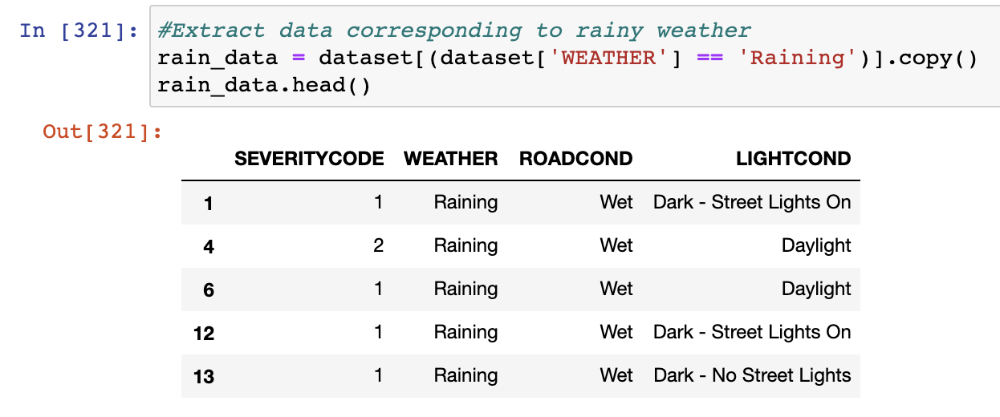 In [321]: #Extract data corresponding to rainy weather
rain_data = dataset[(dataset['WEATHER'] == 'Raining')].copy()
rain_data.head()
Out[321]:
SEVERITYCODE WEATHER ROADCOND LIGHTCOND
1 1 Raining Wet Dark - Street Lights On
4 2 Raining Wet Daylight
6 1 Raining Wet Daylight
12 1 Raining Wet Dark - Street Lights On
13 1 Raining Wet Dark - No Street Lights